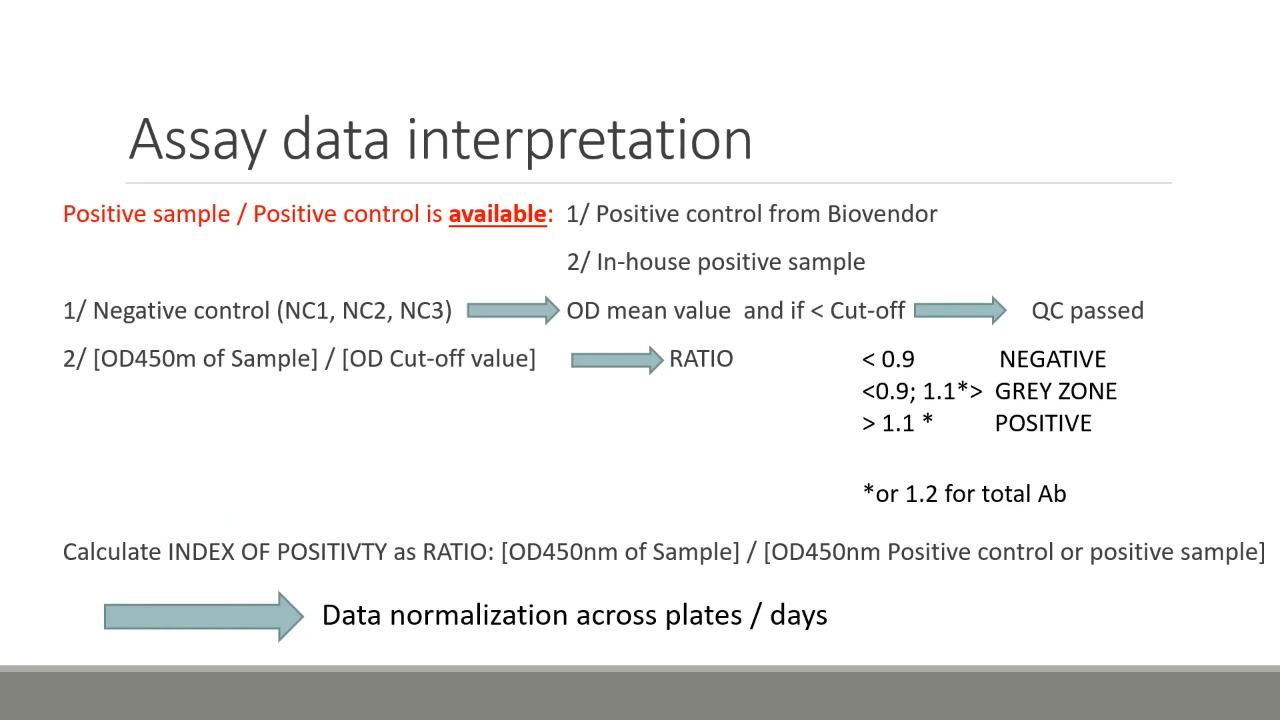 Assay data interpretation
Positive sample / Positive control is available: 1/ Positive control from Biovendor
2/ In-house positive sample
1/ Negative control (NC1, NC2, NC3) OD mean value and if < Cut-off QC passed
2/ [OD450m of Sample] / [OD Cut-off value] RATIO < 0.9 NEGATIVE
<0.9; 1.1*> GREY ZONE
> 1.1 * POSITIVE
*or 1.2 for total Ab
Calculate INDEX OF POSITIVTY as RATIO: [OD450nm of Sample] / [OD450nm Positive control or positive sample]
Data normalization across plates / days